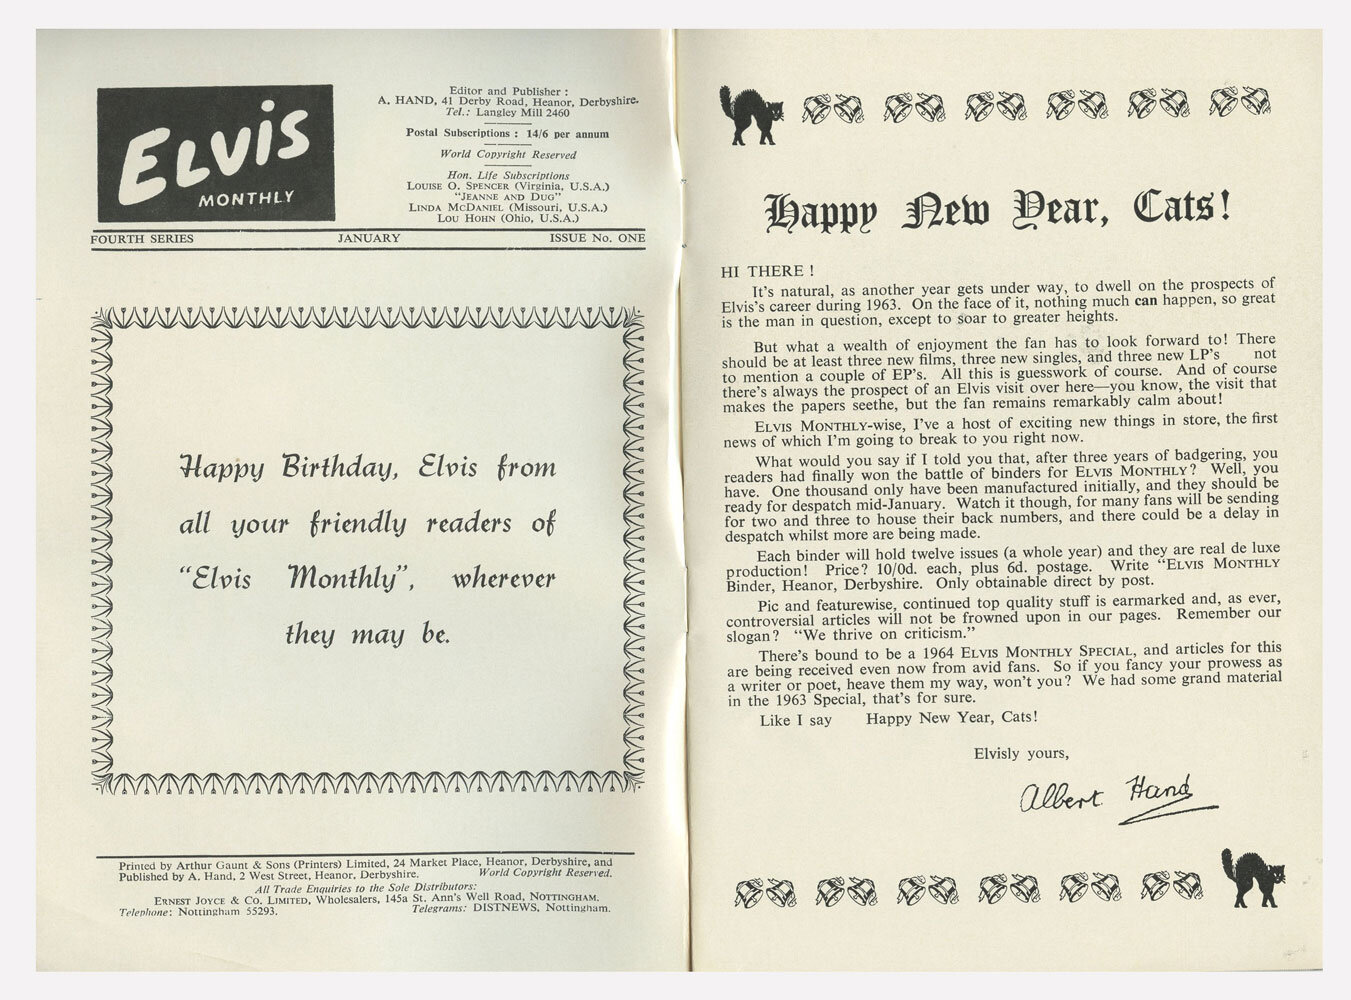 ELVIS
MONTHLY
Editor and Publisher :
A. HAND, 41 Derby Road, Heanor, Derbyshire.
Tel.: Langley Mill 2460
Postal Subscriptions : 14/6 per annum
World Copyright Reserved
Hon. Life Subscriptions
LOUISE O. SPENCER (Virginia, U.S.A.)
"JEANNE AND DUG"
LINDA MCDANIEL (Missouri, U.S.A.)
LOU HOHN (Ohio, U.S.A.)
FOURTH SERIES JANUARY ISSUE No. ONE
Happy Birthday, Elvis from
all your friendly readers of
"Elvis Monthly", wherever
they may be.
Printed by Arthur Gaunt & Sons (Printers) Limited, 24 Market Place, Heanor, Derbyshire, and
Published by A. Hand, 2 West Street, Heanor, Derbyshire. World Copyright Reserved.
All Trade Enquiries to the Sole Distributors:
ERNEST JOYCE & CO. LIMITED, Wholesalers, 145a St. Ann's Well Road, NOTTINGHAM.
Telephone: Nottingham 55293. Telegrams: DISTNEWS, Nottingham.
Happy New Year, Cats!
HI THERE !
It's natural, as another year gets under way, to dwell on the prospects of
Elvis's career during 1963. On the face of it, nothing much can happen, so great
is the man in question, except to soar to greater heights.
But what a wealth of enjoyment the fan has to look forward to! There
should be at least three new films, three new singles, and three new LP's not
to mention a couple of EP's. All this is guesswork of course. And of course
there's always the prospect of an Elvis visit over here—you know, the visit that
makes the papers seethe, but the fan remains remarkably calm about!
ELVIS MONTHLY-wise, I've a host of exciting new things in store, the first
news of which I'm going to break to you right now.
What would you say if I told you that, after three years of badgering, you
readers had finally won the battle of binders for ELVIS MONTHLY? Well, you
have. One thousand only have been manufactured initially, and they should be
ready for despatch mid-January. Watch it though, for many fans will be sending
for two and three to house their back numbers, and there could be a delay in
despatch whilst more are being made.
Each binder will hold twelve issues (a whole year) and they are real de luxe
production! Price? 10/0d. each, plus 6d. postage. Write "ELVIS MONTHLY
Binder, Heanor, Derbyshire. Only obtainable direct by post.
Pic and featurewise, continued top quality stuff is earmarked and, as ever,
controversial articles will not be frowned upon in our pages. Remember our
slogan? "We thrive on criticism."
There's bound to be a 1964 ELVIS MONTHLY SPECIAL, and articles for this
are being received even now from avid fans. So if you fancy your prowess as
a writer or poet, heave them my way, won't you? We had some grand material
in the 1963 Special, that's for sure.
Like I say Happy New Year, Cats!
Elvisly yours,
Albert Hand